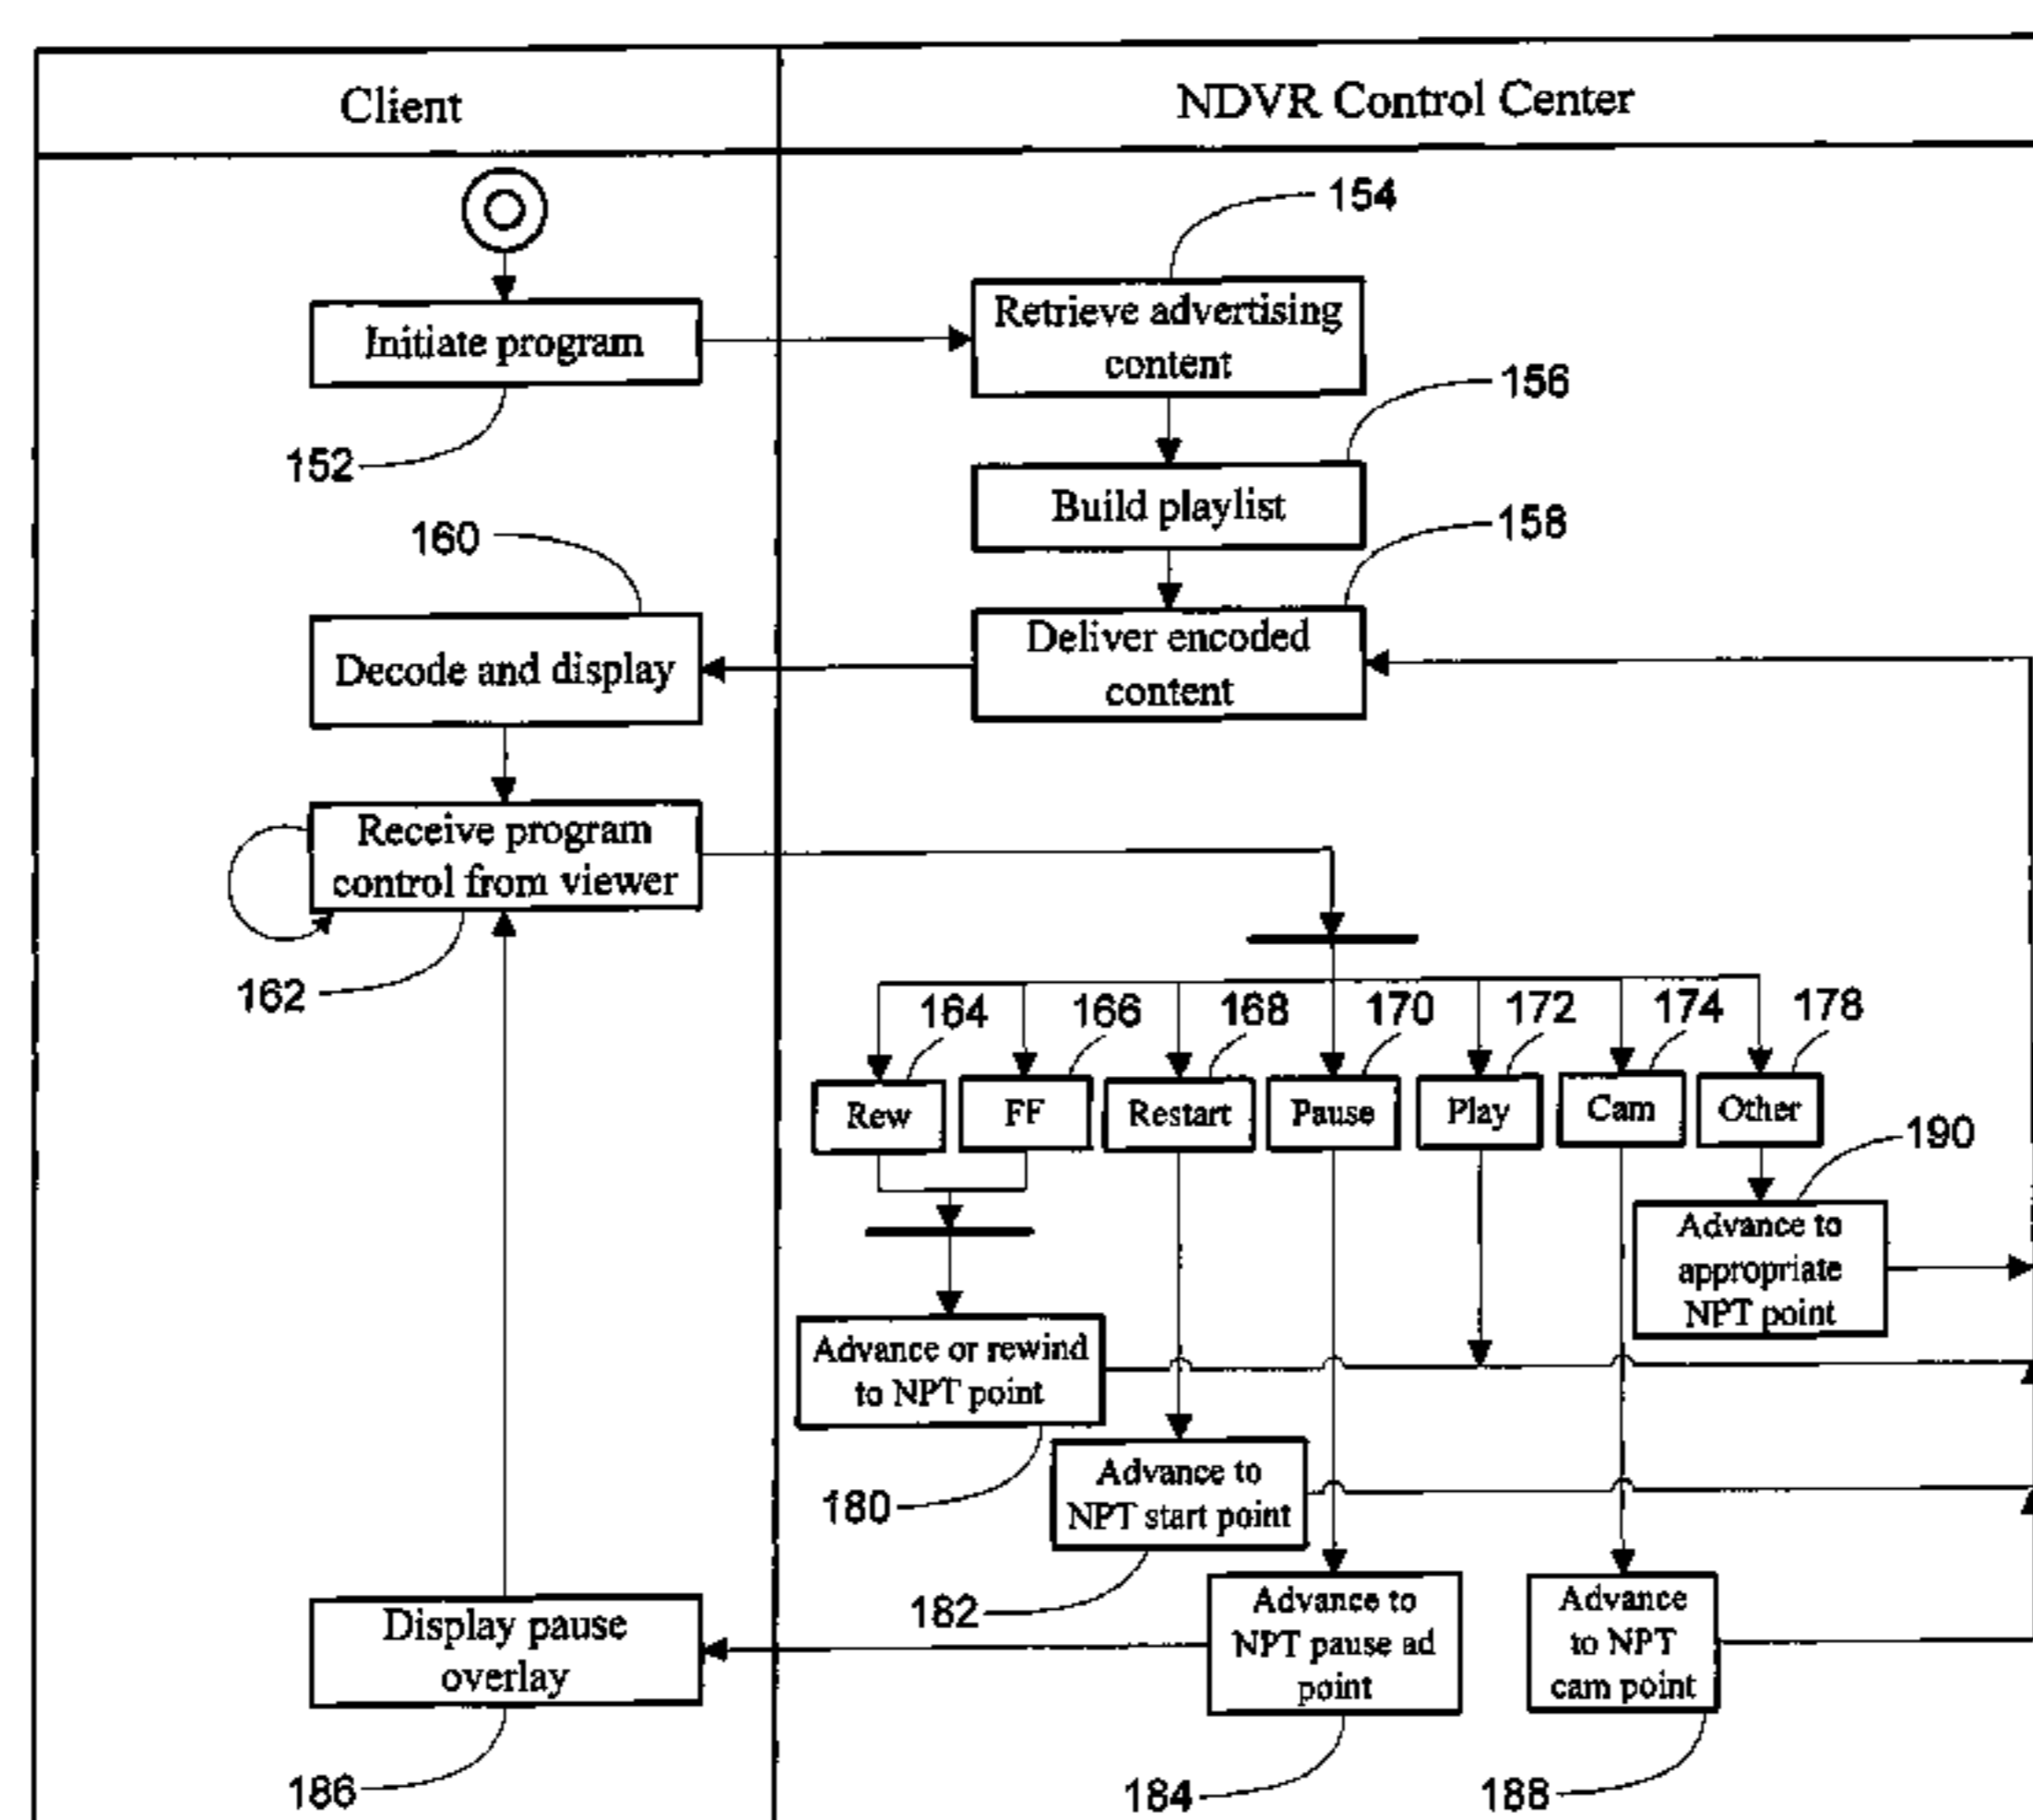 Client
NDVR Control Center
154
Initiate program
Retrieve advertising
content
152
156
Build playlist
160
158
Decode and display
Deliver encoded
content
Receive program
control from viewer
162
164
166
168
170
172
174
178
Rew
FF
Restart
Pause
Play
Cam
Other
190
Advance to
appropriate
NPT point
Advance or rewind
to NPT point
180
Advance to
NPT start point
182
Display pause
overlay
Advance to
NPT pause ad
point
Advance
to NPT
cam point
186
184
188